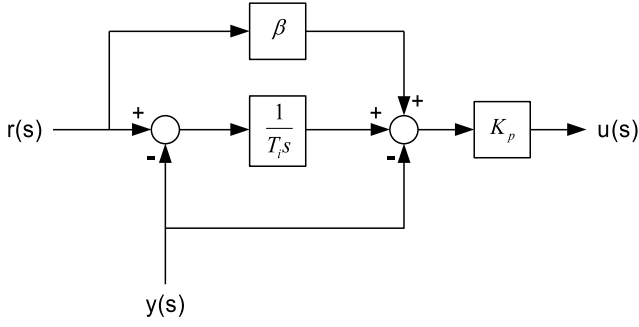 β
+
+
r(s)
+
1
T_i s
+
K_p
u(s)
-
-
y(s)